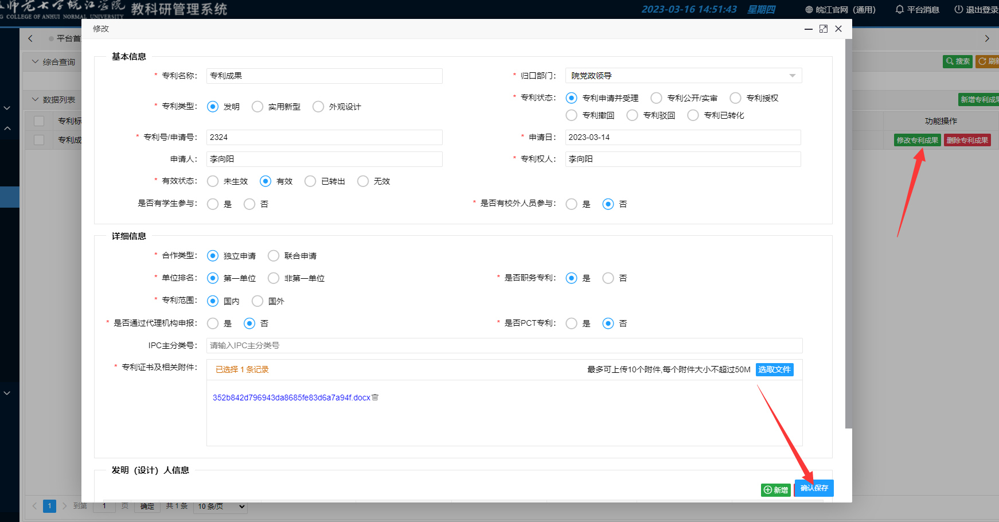 师范大学皖江学院 教科研管理系统 2023-03-16 14:51:43 星期四 皖江官网（通用） 平台消息 退出登录
G COLLEGE OF ANHUI NORMAL UNIVERSITY
平台首
修改
综合查询
搜索
刷新
数据列表
新增专利成果
专利标
功能操作
专利成
修改专利成果 删除专利成果
基本信息
* 专利名称： 专利成果 * 归口部门： 院党政领导
* 专利类型： 发明 实用新型 外观设计 * 专利状态： 专利申请并受理 专利公开/实审 专利授权
专利撤回 专利驳回 专利已转化
* 专利号/申请号： 2324 * 申请日： 2023-03-14
申请人： 李向阳 * 专利权人： 李向阳
* 有效状态： 未生效 有效 已转出 无效
是否有学生参与： 是 否 * 是否有校外人员参与： 是 否
详细信息
* 合作类型： 独立申请 联合申请
* 单位排名： 第一单位 非第一单位 * 是否职务专利： 是 否
* 专利范围： 国内 国外
* 是否通过代理机构申报： 是 否 * 是否PCT专利： 是 否
IPC主分类号： 请输入IPC主分类号
* 专利证书及相关附件： 已选择 1 条记录 最多可上传10个附件,每个附件大小不超过50M 选取文件
352b842d796943da8685fe83d6a7a94f.docx
发明（设计）人信息
新增 确认保存
1 到第 1 页 确定 共 1 条 10 条/页